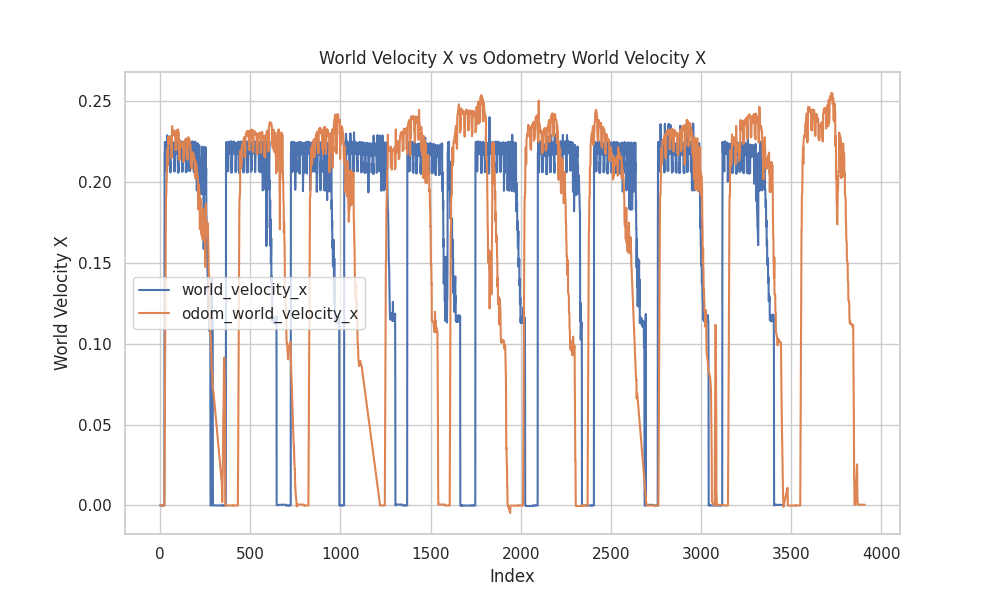 World Velocity X vs Odometry World Velocity X
World Velocity X
0.25
0.20
0.15
0.10
0.05
0.00
world_velocity_x
odom_world_velocity_x
0 500 1000 1500 2000 2500 3000 3500 4000
Index